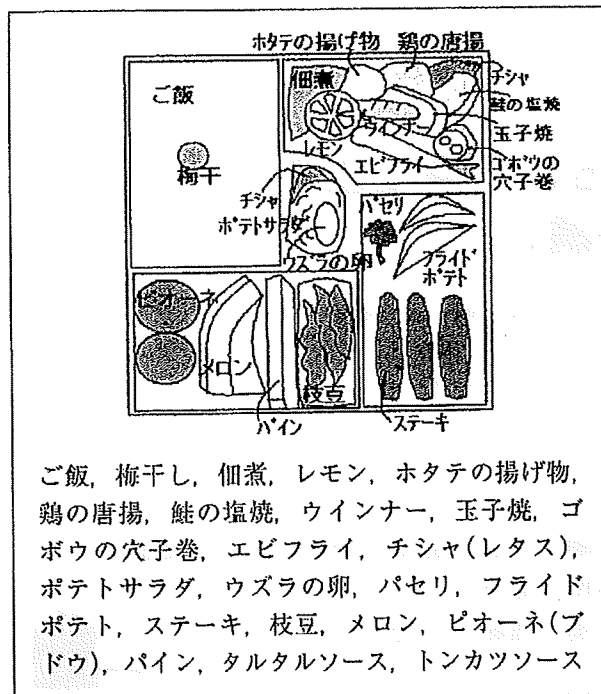 ホタテの揚げ物 鶏の唐揚
佃煮
チシャ
ご飯
鮭の塩焼
ウインナー
玉子焼
レモン
エビフライ
ゴボウの
穴子巻
梅干
チシャ
ポテトサラダ
パセリ
ウズラの卵
フライド
ポテト
ピオーネ
メロン
枝豆
パイン
ステーキ
ご飯, 梅干し, 佃煮, レモン, ホタテの揚げ物,
鶏の唐揚, 鮭の塩焼, ウインナー, 玉子焼, ゴ
ボウの穴子巻, エビフライ, チシャ(レタス),
ポテトサラダ, ウズラの卵, パセリ, フライド
ポテト, ステーキ, 枝豆, メロン, ピオーネ(ブ
ドウ), パイン, タルタルソース, トンカツソース